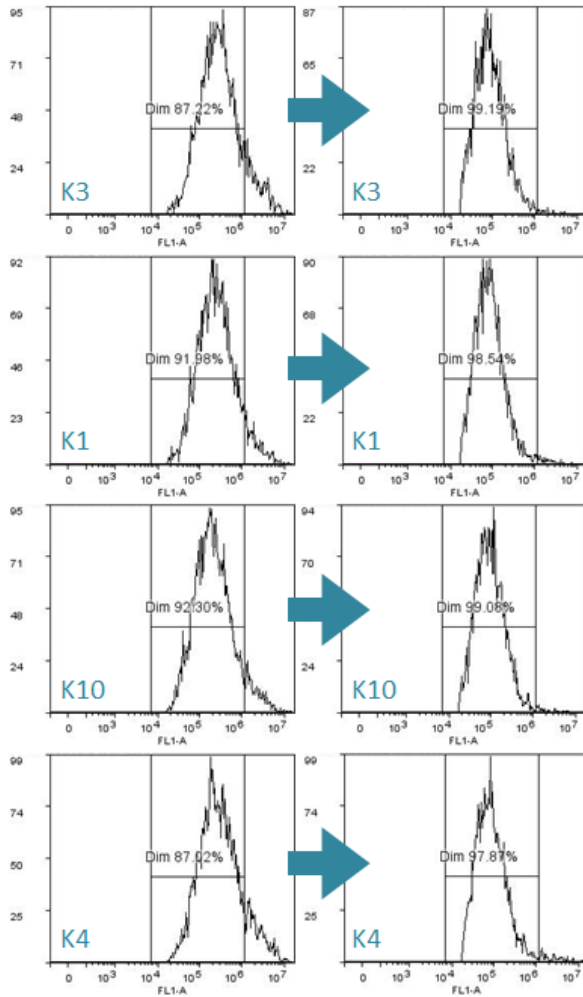 95
71
48
24
Dim 87.22%
K3
0 10³ 10⁴ 10⁵ 10⁶ 10⁷
FL1-A
87
65
44
22
Dim 99.19%
K3
0 10³ 10⁴ 10⁵ 10⁶ 10⁷
FL1-A
92
69
46
23
Dim 91.98%
K1
0 10³ 10⁴ 10⁵ 10⁶ 10⁷
FL1-A
90
68
45
22
Dim 98.54%
K1
0 10³ 10⁴ 10⁵ 10⁶ 10⁷
FL1-A
95
71
48
24
Dim 92.30%
K10
0 10³ 10⁴ 10⁵ 10⁶ 10⁷
FL1-A
94
70
47
24
Dim 99.08%
K10
0 10³ 10⁴ 10⁵ 10⁶ 10⁷
FL1-A
99
74
50
25
Dim 87.02%
K4
0 10³ 10⁴ 10⁵ 10⁶ 10⁷
FL1-A
99
74
50
25
Dim 97.87%
K4
0 10³ 10⁴ 10⁵ 10⁶ 10⁷
FL1-A